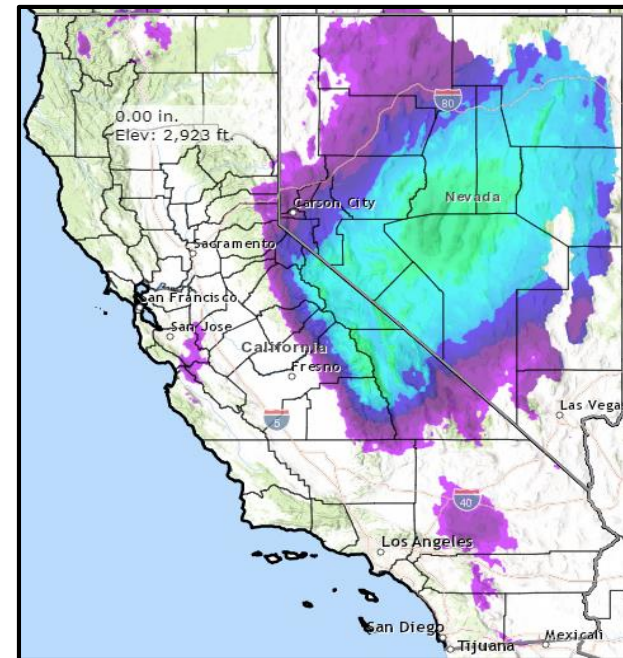 0.00 in.
Elev: 2,923 ft.
80
Nevada
Carson City
Sacramento
San Francisco
San Jose
California
Fresno
5
Las Vegas
40
Los Angeles
San Diego
Mexicali
Tijuana